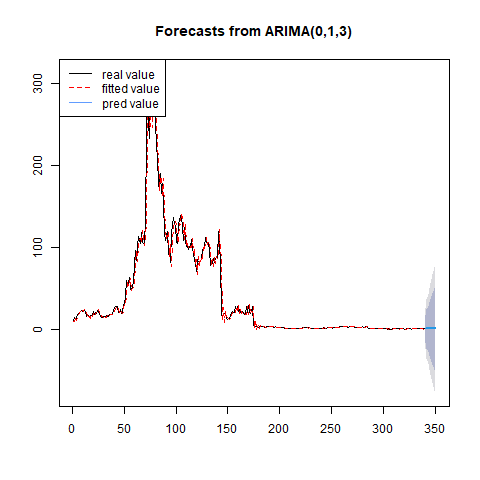 Forecasts from ARIMA(0,1,3)
real value
fitted value
pred value
300
200
100
0
0 50 100 150 200 250 300 350